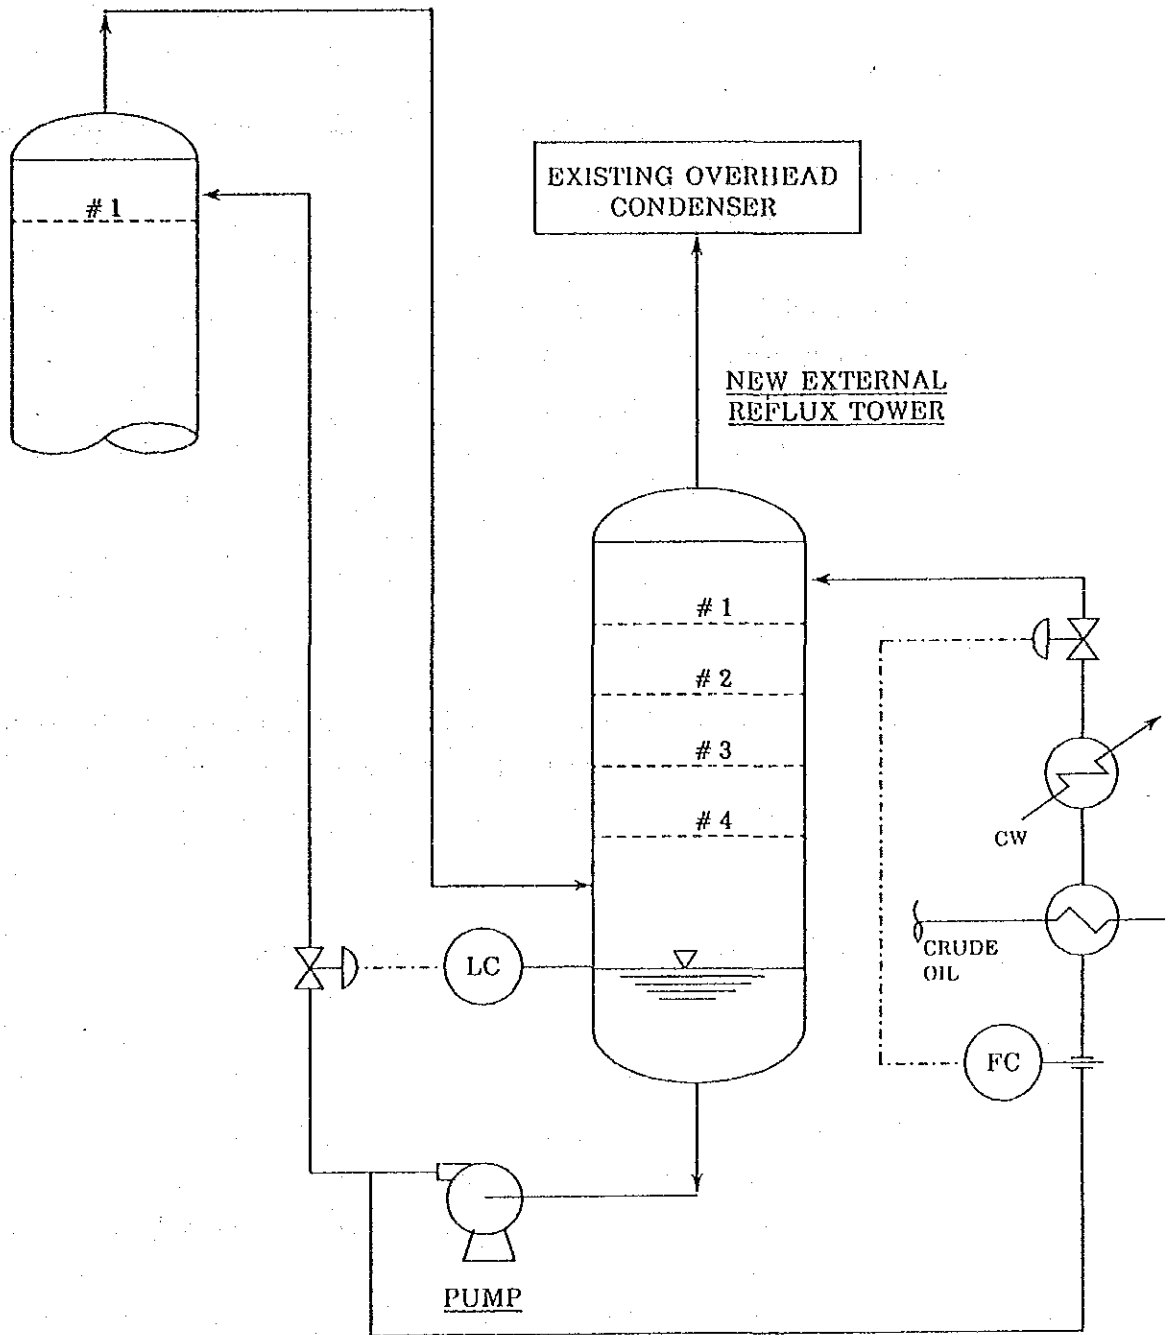 #1
EXISTING OVERHEAD
CONDENSER
NEW EXTERNAL
REFLUX TOWER
#1
#2
#3
#4
CW
CRUDE
OIL
LC
FC
PUMP